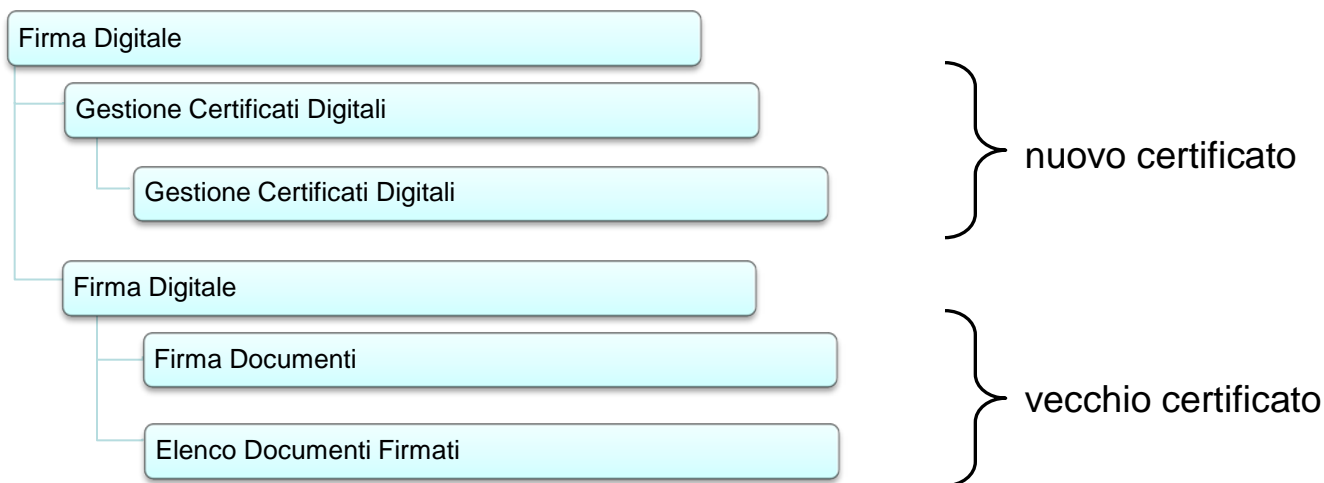 Firma Digitale
Gestione Certificati Digitali
Gestione Certificati Digitali
nuovo certificato
Firma Digitale
Firma Documenti
Elenco Documenti Firmati
vecchio certificato